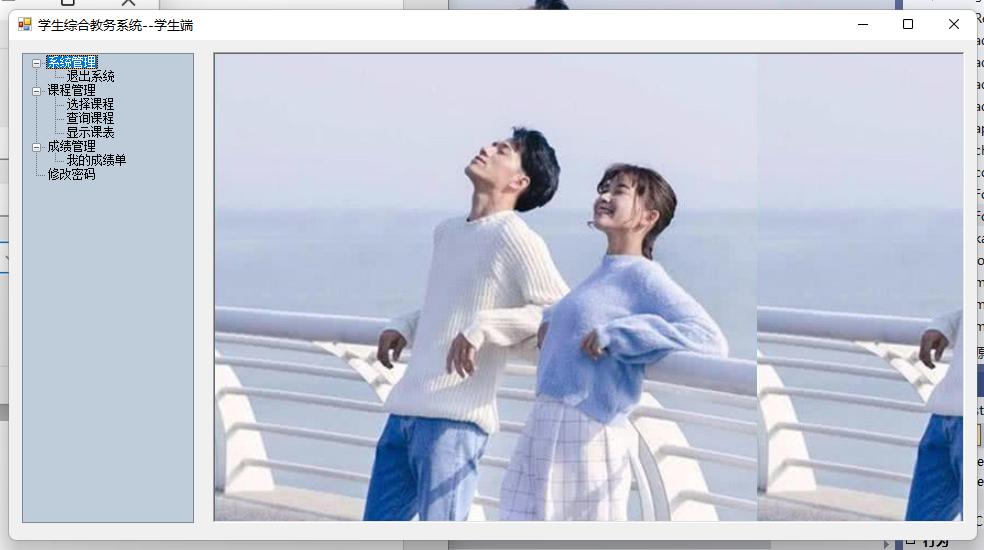 学生综合教务系统--学生端
系统管理
退出系统
课程管理
选择课程
查询课程
显示课表
成绩管理
我的成绩单
修改密码
行为